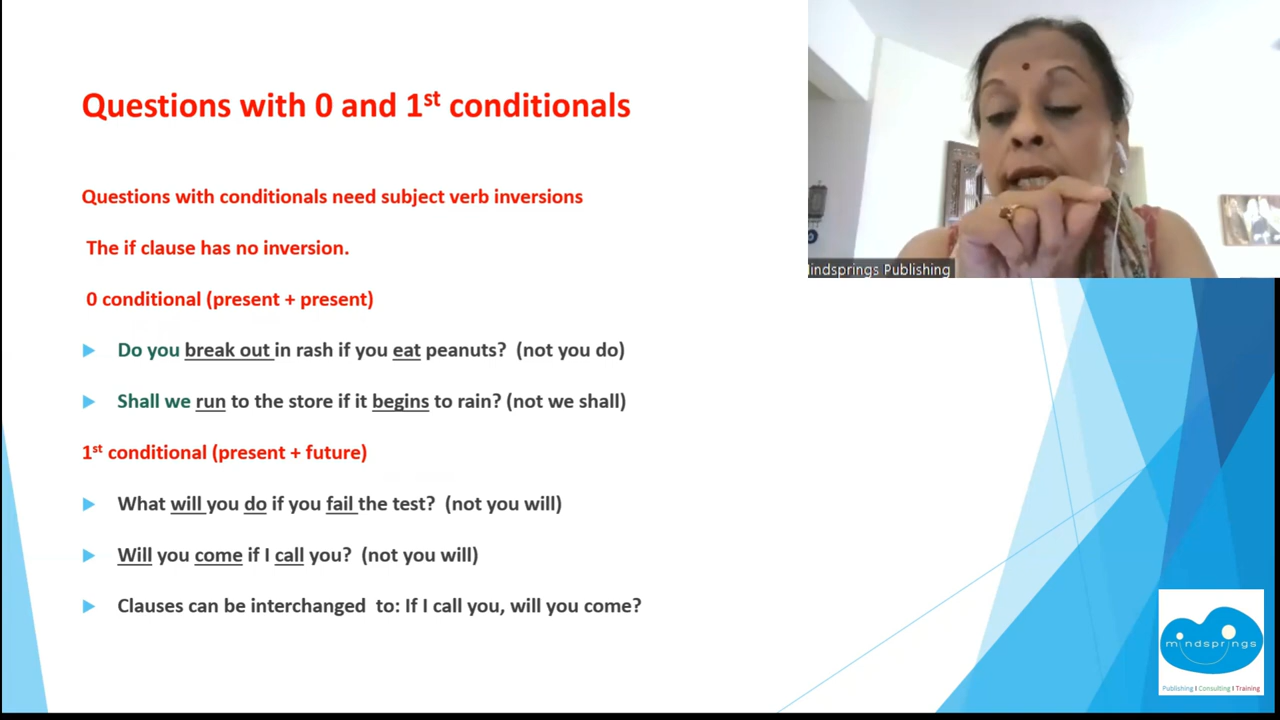 Questions with 0 and 1st conditionals
Questions with conditionals need subject verb inversions
The if clause has no inversion.
0 conditional (present + present)
Do you break out in rash if you eat peanuts? (not you do)
Shall we run to the store if it begins to rain? (not we shall)
1st conditional (present + future)
What will you do if you fail the test? (not you will)
Will you come if I call you? (not you will)
Clauses can be interchanged to: If I call you, will you come?
indsprings Publishing
mindsprings
Publishing I Consulting I Training